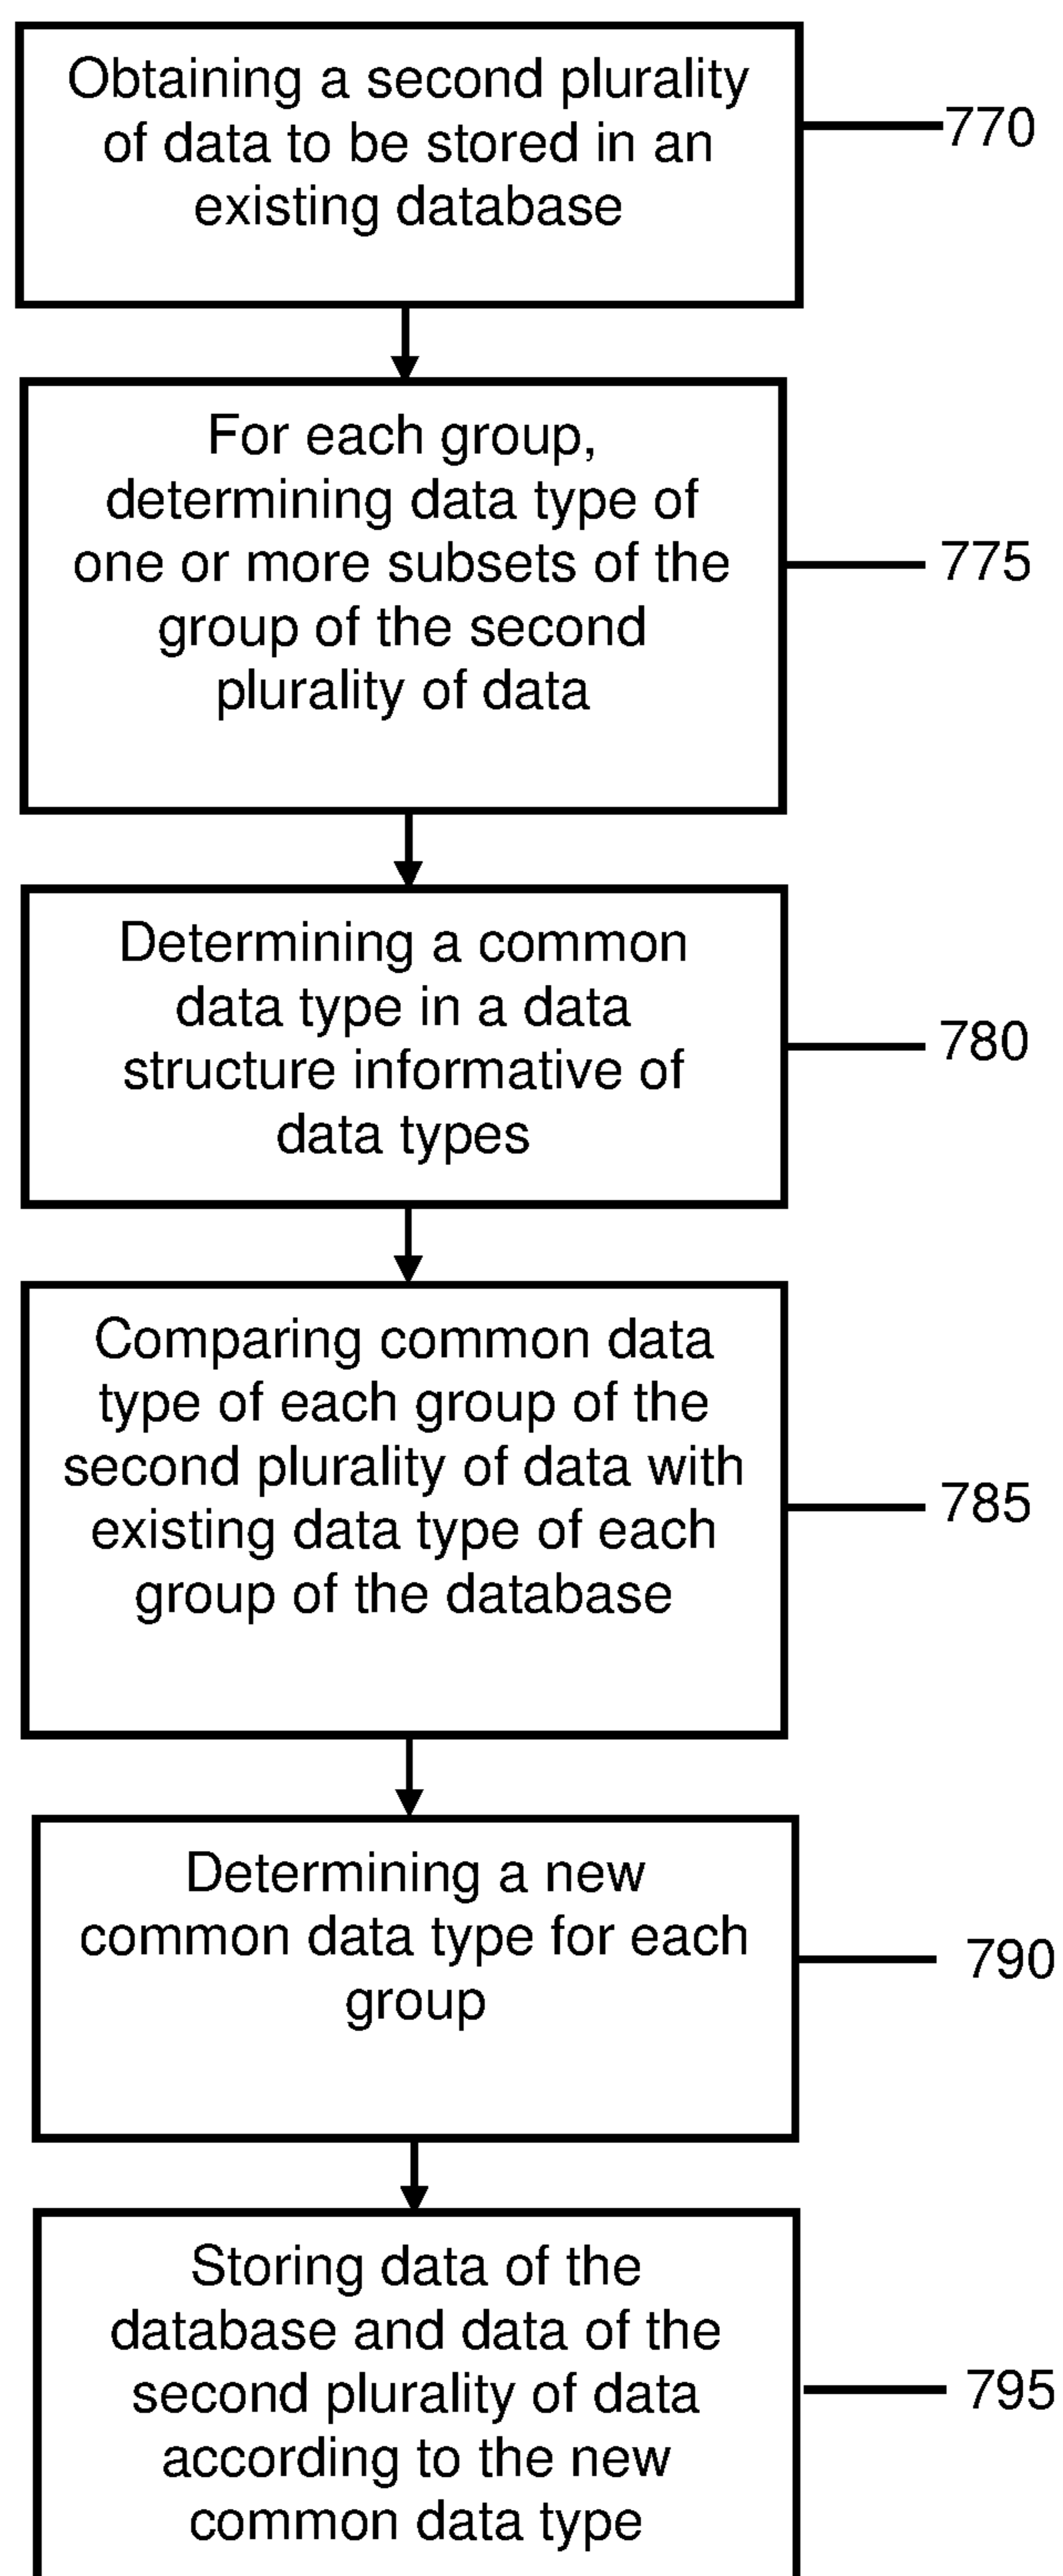 Obtaining a second plurality
of data to be stored in an
existing database
770
For each group,
determining data type of
one or more subsets of the
group of the second
plurality of data
775
Determining a common
data type in a data
structure informative of
data types
780
Comparing common data
type of each group of the
second plurality of data with
existing data type of each
group of the database
785
Determining a new
common data type for each
group
790
Storing data of the
database and data of the
second plurality of data
according to the new
common data type
795